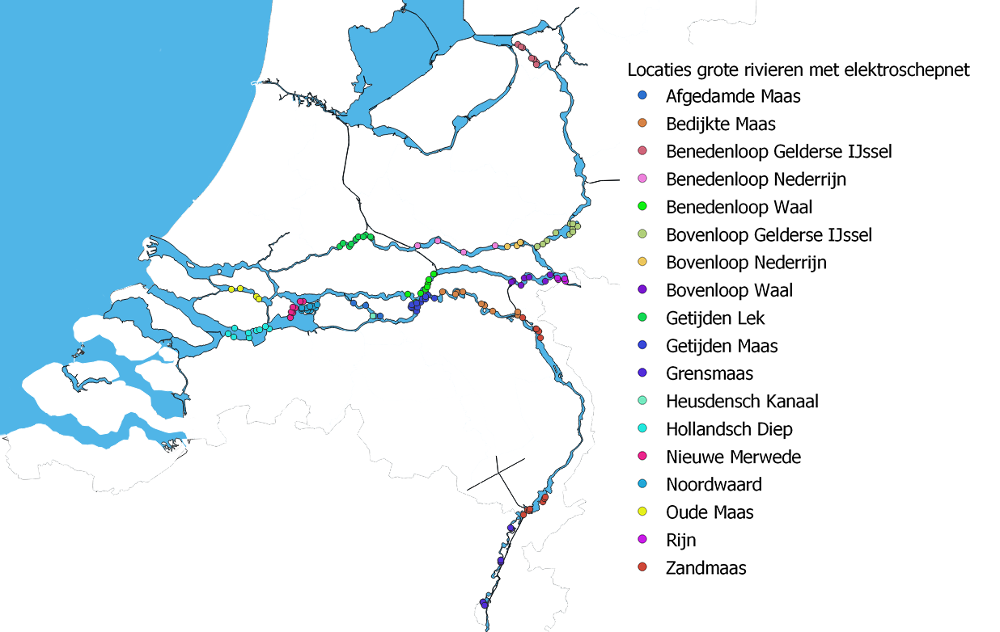 Locaties grote rivieren met elektroschepnet
Afgedamde Maas
Bedijkte Maas
Benedenloop Gelderse IJssel
Benedenloop Nederrijn
Benedenloop Waal
Bovenloop Gelderse IJssel
Bovenloop Nederrijn
Bovenloop Waal
Getijden Lek
Getijden Maas
Grensmaas
Heusdensch Kanaal
Hollandsch Diep
Nieuwe Merwede
Noordwaard
Oude Maas
Rijn
Zandmaas